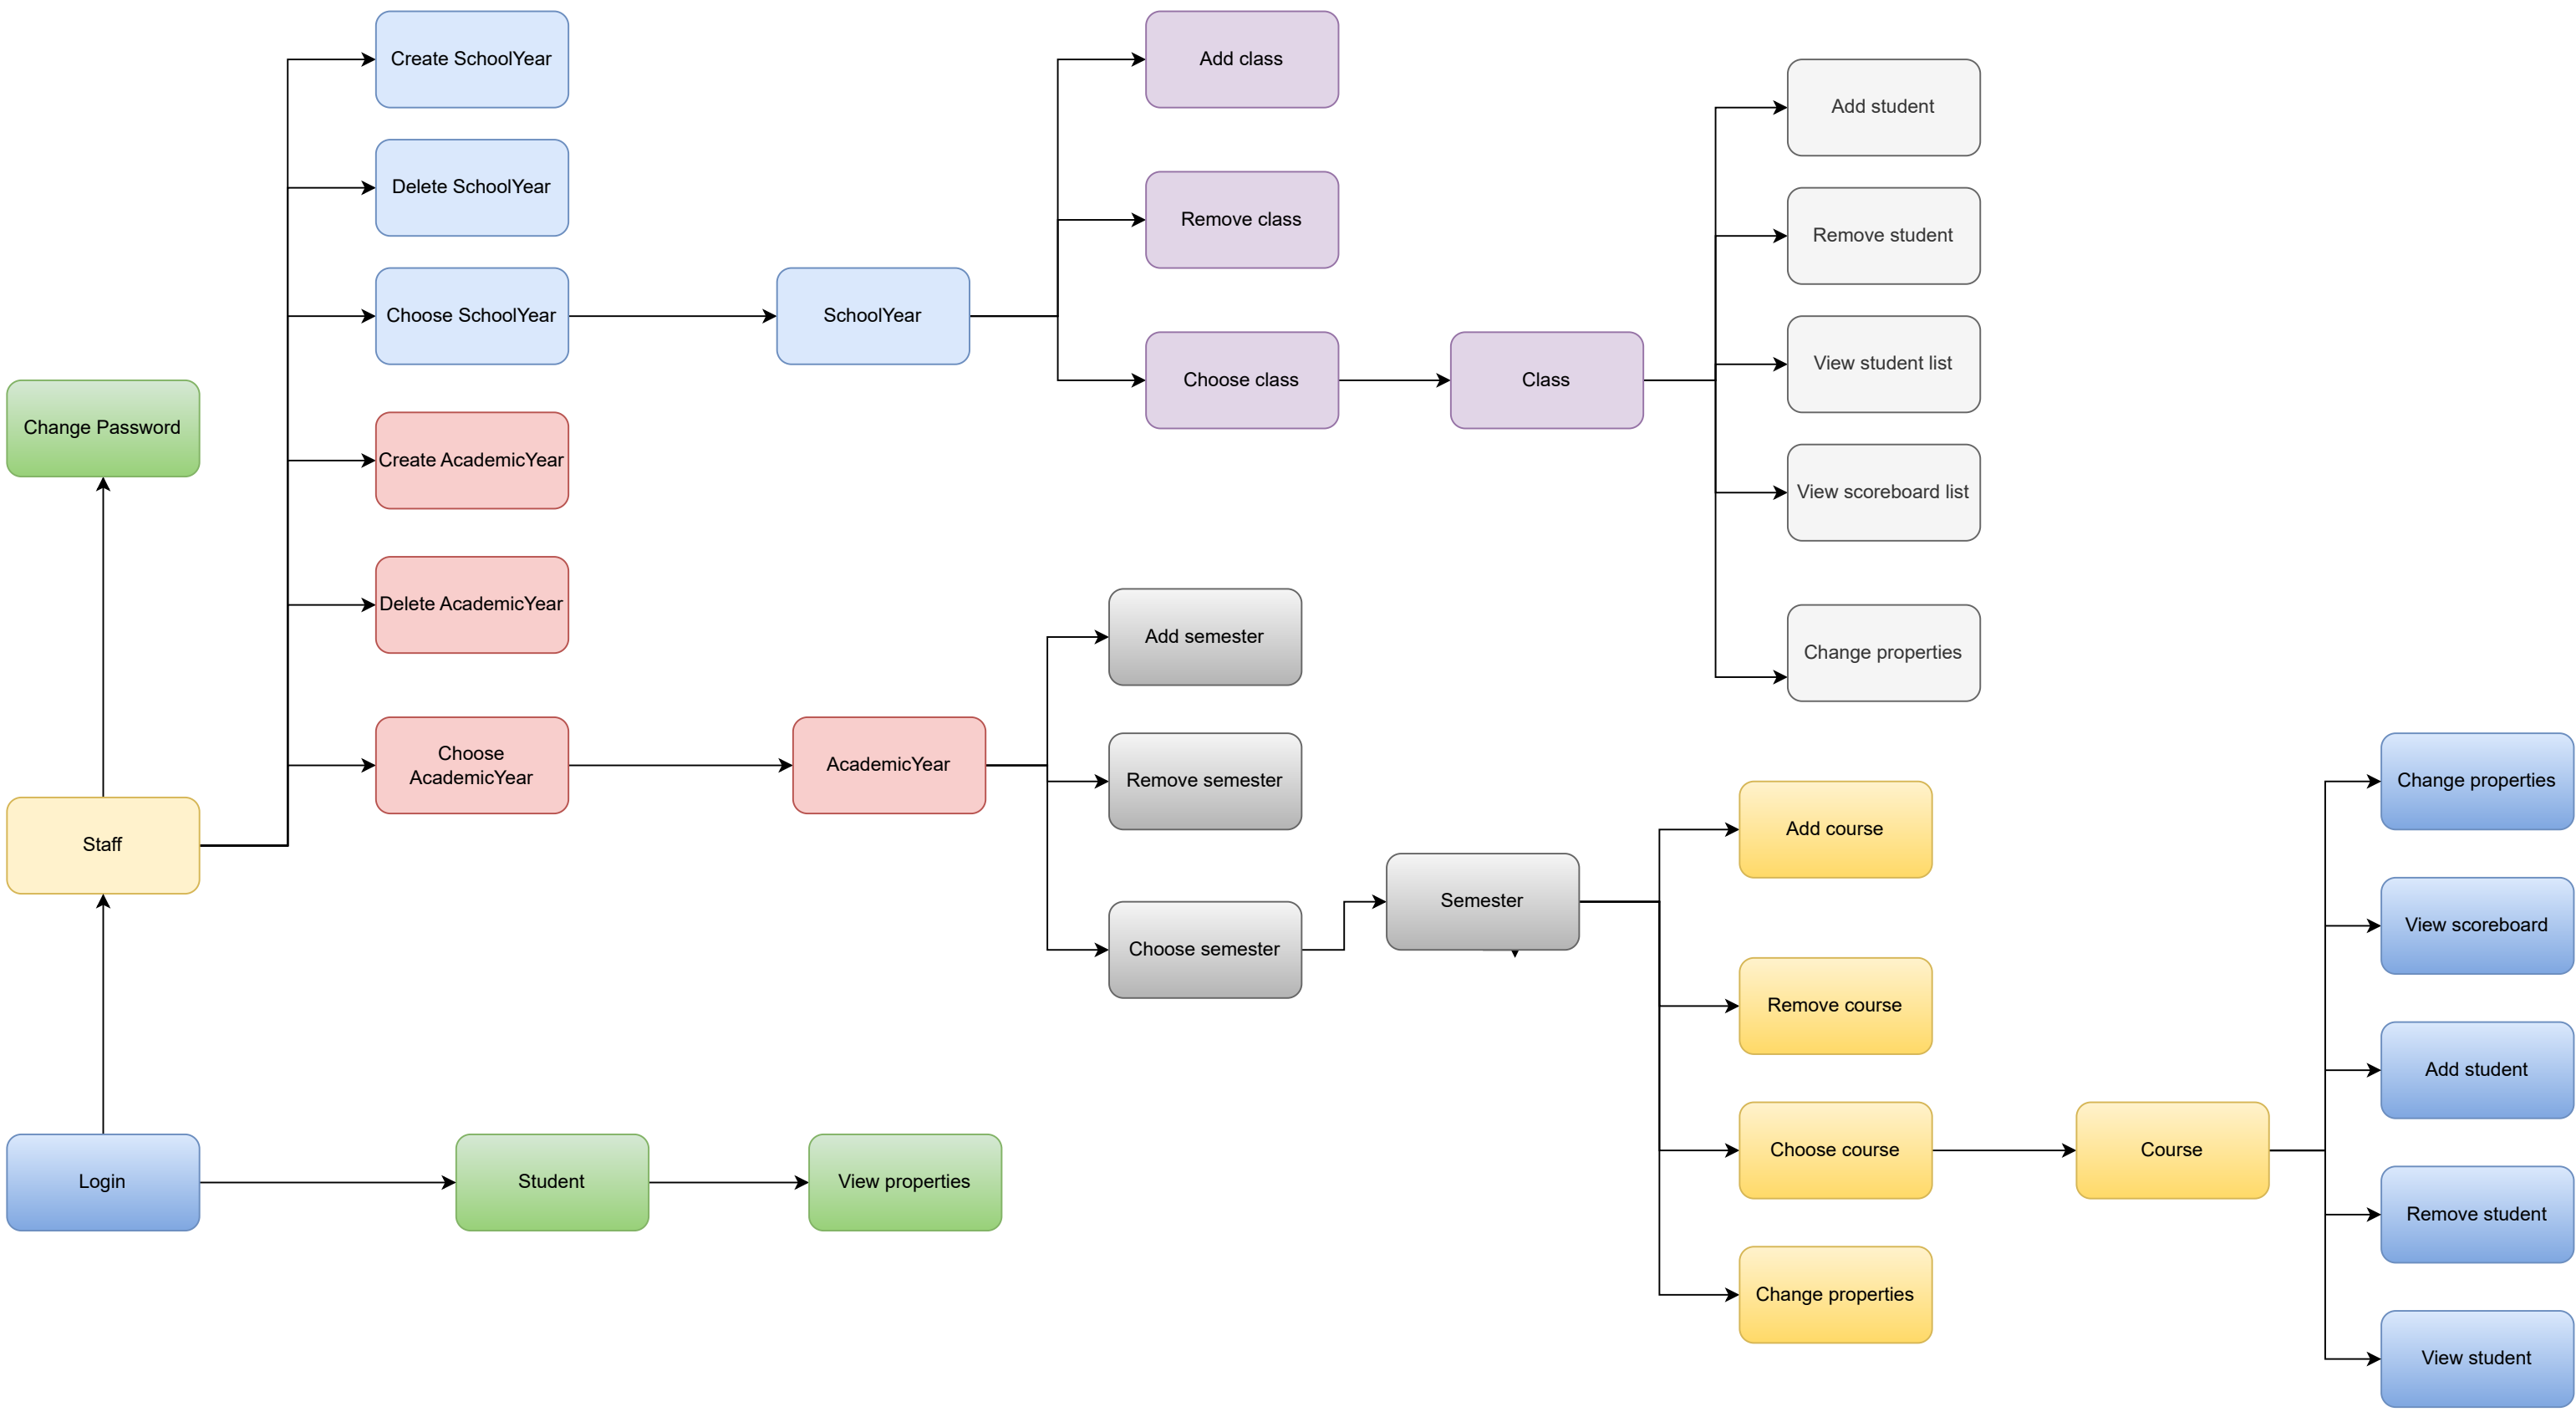 Create SchoolYear
Delete SchoolYear
Choose SchoolYear
SchoolYear
Add class
Remove class
Choose class
Class
Add student
Remove student
View student list
View scoreboard list
Change properties
Change Password
Create AcademicYear
Delete AcademicYear
Choose
AcademicYear
AcademicYear
Add semester
Remove semester
Choose semester
Semester
Staff
Add course
Remove course
Choose course
Change properties
Course
Change properties
View scoreboard
Add student
Remove student
View student
Login
Student
View properties